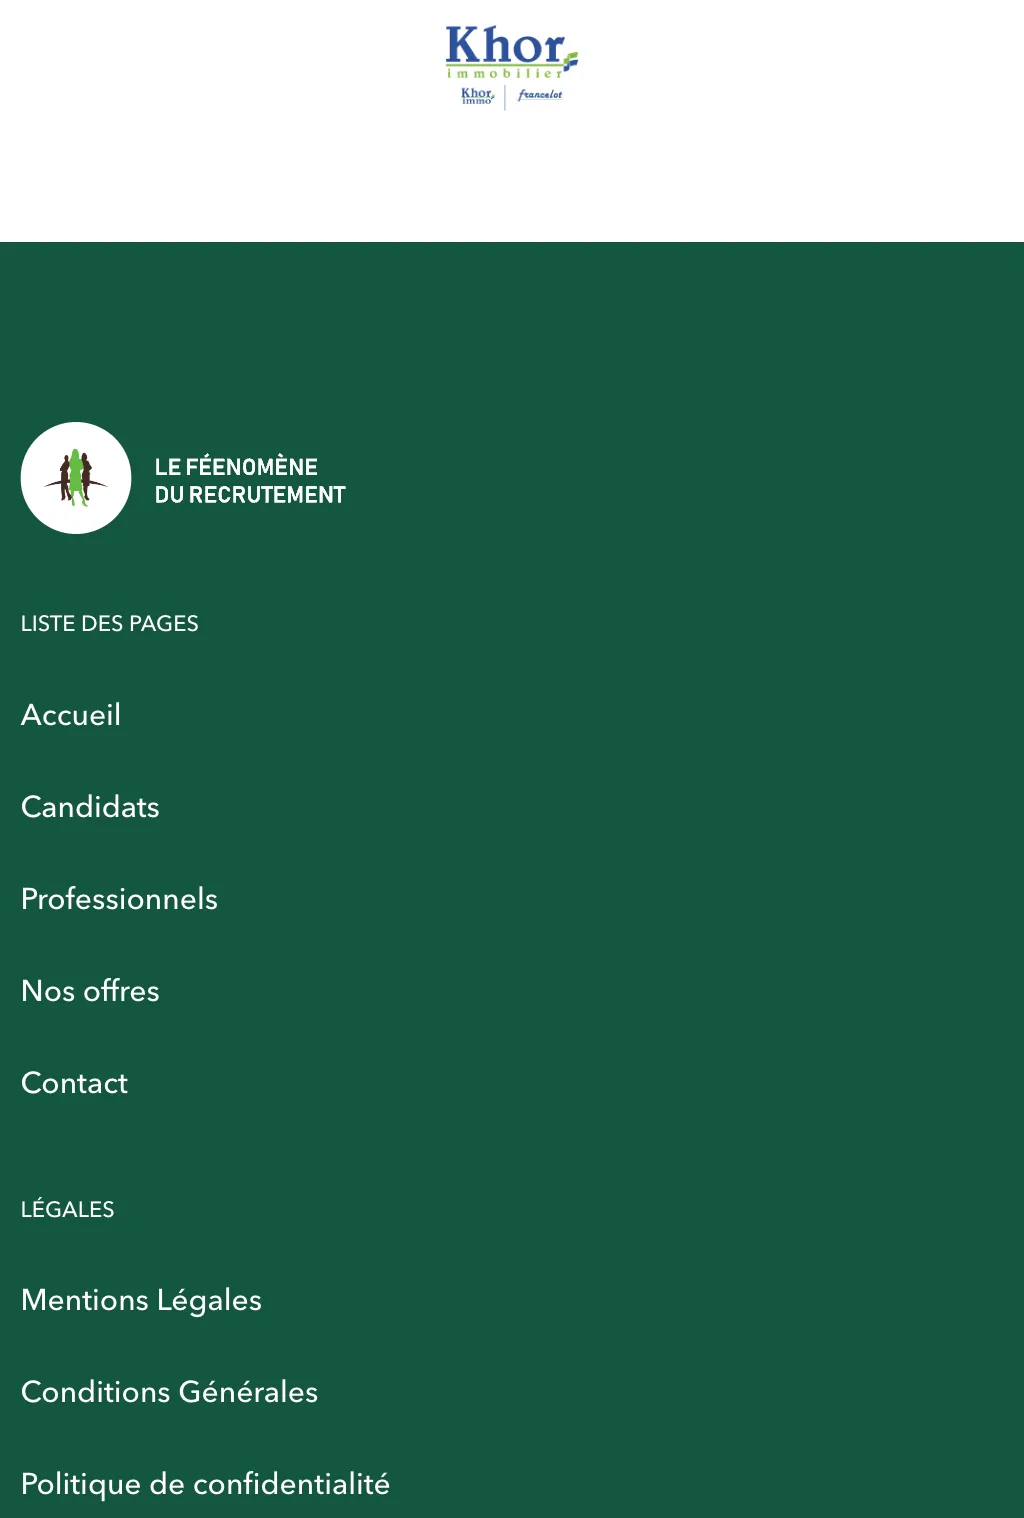 Khor
immobilier
Khor immo francelot
LE FÉENOMÈNE
DU RECRUTEMENT
LISTE DES PAGES
Accueil
Candidats
Professionnels
Nos offres
Contact
LÉGALES
Mentions Légales
Conditions Générales
Politique de confidentialité